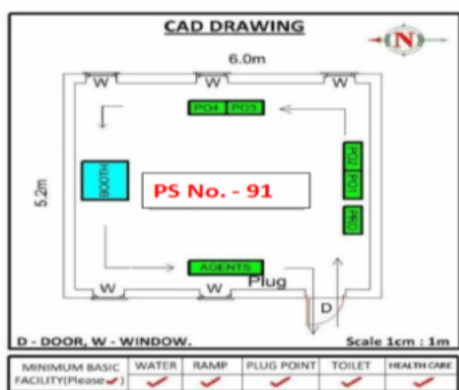 CAD DRAWING
N
6.0m
W W W
PO4 PO3
BOOTH
5.2m
PS No. - 91
PO2
PO1
PRO
AGENTS
Plug
W W
D
D - DOOR, W - WINDOW.
Scale 1cm : 1m
MINIMUM BASIC FACILITY(Please ✓)
WATER
RAMP
PLUG POINT
TOILET
HEALTH CARE
✓ ✓ ✓ ✓ ✓